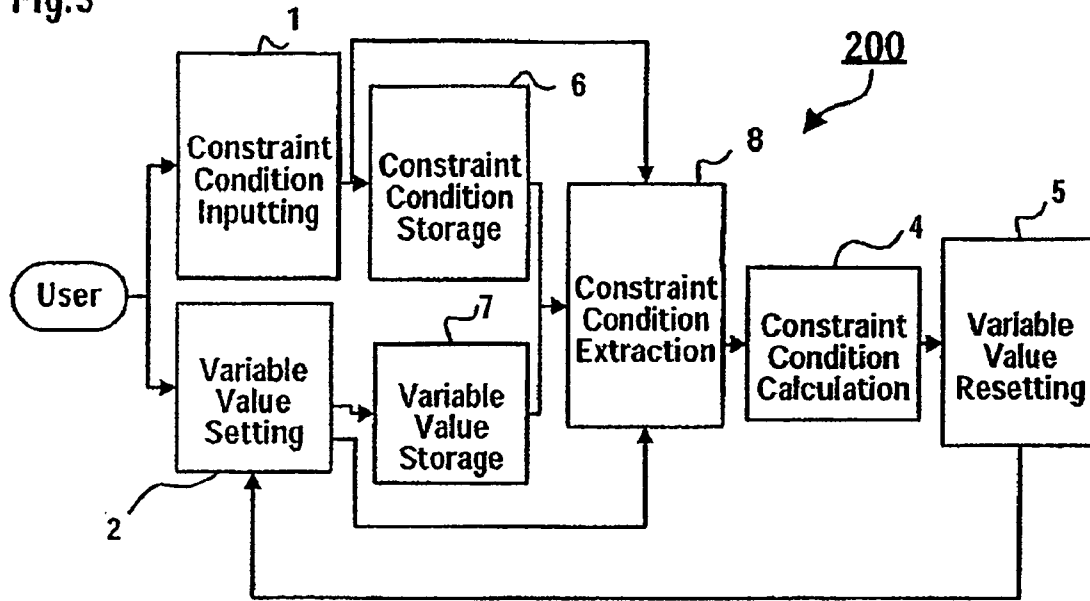 Fig.3
1
200
6
8
Constraint
Condition
Inputting
Constraint
Condition
Storage
5
4
User
Constraint
Condition
Extraction
7
Variable
Value
Setting
Constraint
Condition
Calculation
Variable
Value
Resetting
Variable
Value
Storage
2